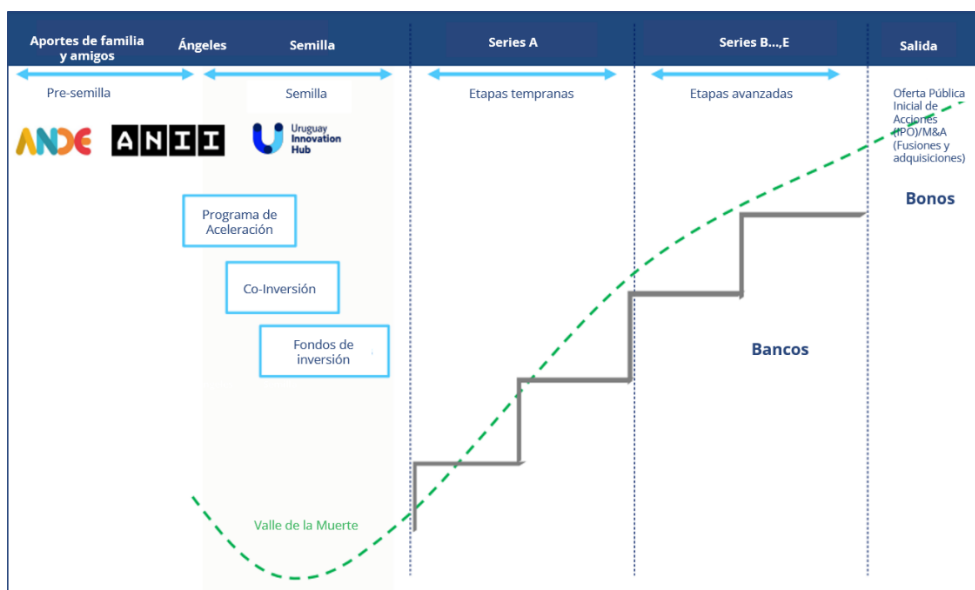 Aportes de familia
y amigos
Ángeles
Semilla
Series A
Series B...,E
Salida
Pre-semilla
Semilla
Etapas tempranas
Etapas avanzadas
Oferta Pública
Inicial de
Acciones
(IPO)/M&A
(Fusiones y
adquisiciones)
ANDE
ANII
Uruguay
Innovation
Hub
Bonos
Programa de
Aceleración
Co-Inversión
Fondos de
inversión
Bancos
Valle de la Muerte